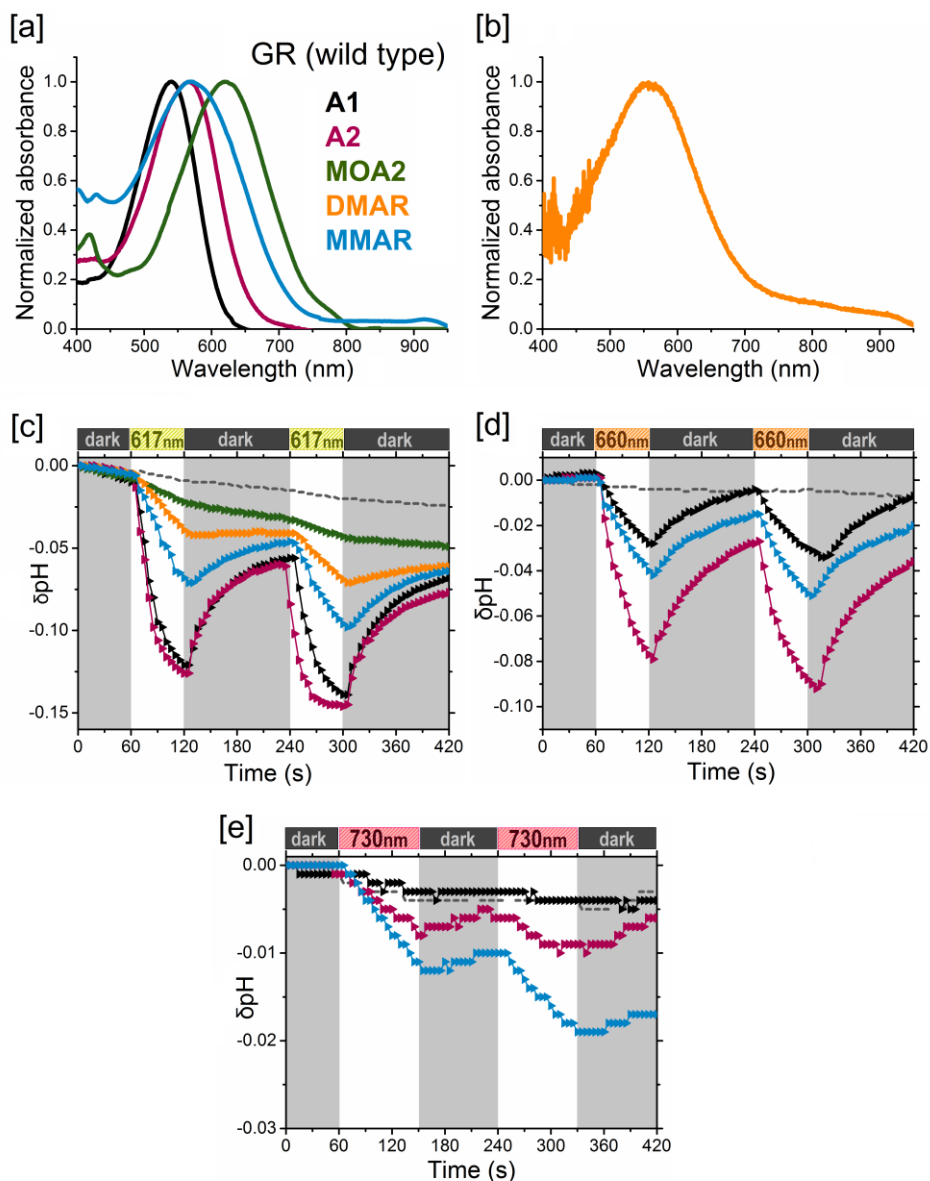 [a]
GR (wild type)
A1
A2
MOA2
DMAR
MMAR
Normalized absorbance
1.0
0.8
0.6
0.4
0.2
0.0
400 500 600 700 800 900
Wavelength (nm)
[b]
Normalized absorbance
1.0
0.8
0.6
0.4
0.2
0.0
400 500 600 700 800 900
Wavelength (nm)
[c]
dark 617nm dark 617nm dark
δpH
0.00
-0.05
-0.10
-0.15
0 60 120 180 240 300 360 420
Time (s)
[d]
dark 660nm dark 660nm dark
δpH
0.00
-0.02
-0.04
-0.06
-0.08
-0.10
0 60 120 180 240 300 360 420
Time (s)
[e]
dark 730nm dark 730nm dark
δpH
0.00
-0.01
-0.02
-0.03
0 60 120 180 240 300 360 420
Time (s)